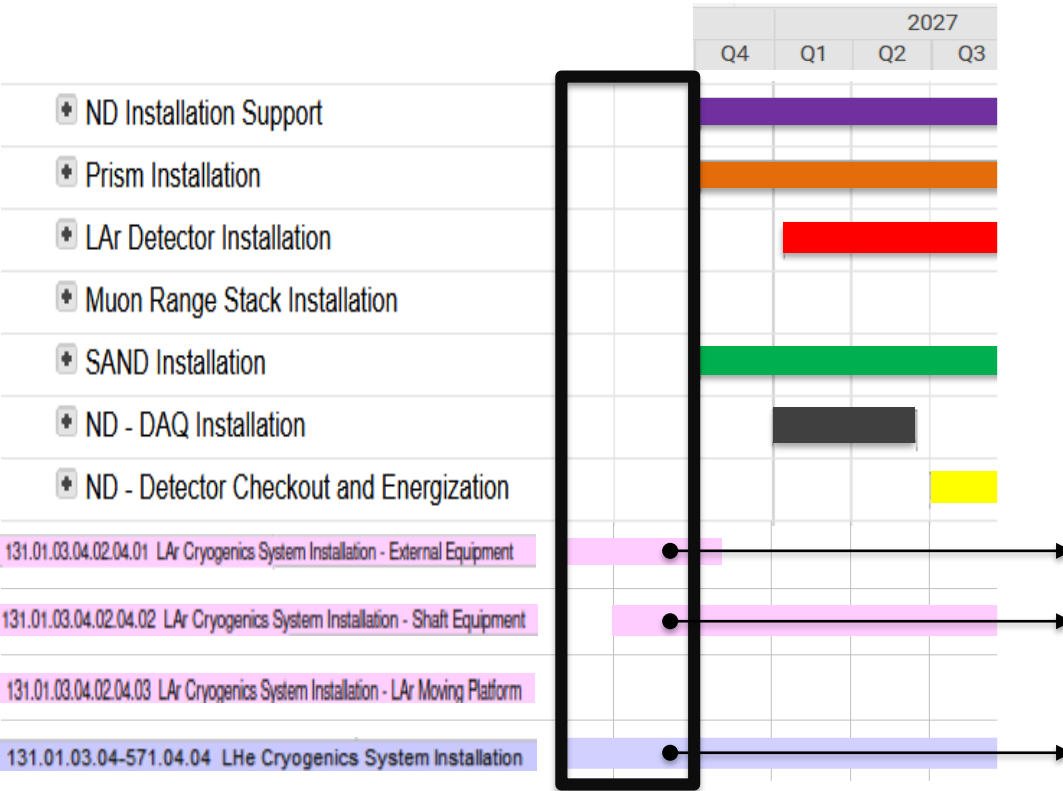 2027
Q4 Q1 Q2 Q3
ND Installation Support
Prism Installation
LAr Detector Installation
Muon Range Stack Installation
SAND Installation
ND - DAQ Installation
ND - Detector Checkout and Energization
131.01.03.04.02.04.01 LAr Cryogenics System Installation - External Equipment
131.01.03.04.02.04.02 LAr Cryogenics System Installation - Shaft Equipment
131.01.03.04.02.04.03 LAr Cryogenics System Installation - LAr Moving Platform
131.01.03.04-571.04.04 LHe Cryogenics System Installation